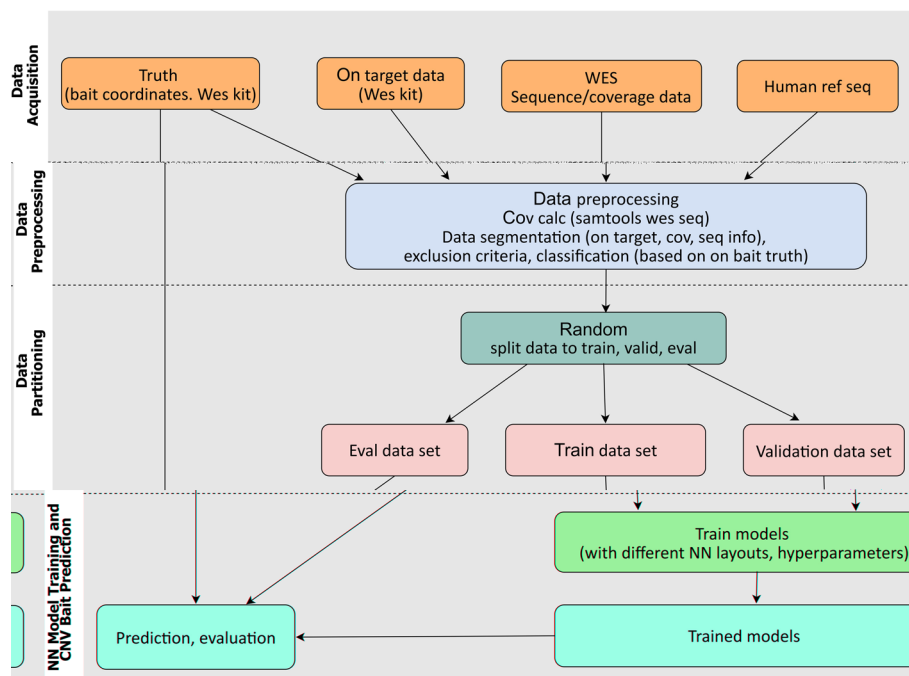 Data
Acquisition
Truth
(bait coordinates. Wes kit)
On target data
(Wes kit)
WES
Sequence/coverage data
Human ref seq
Data
Preprocessing
Data preprocessing
Cov calc (samtools wes seq)
Data segmentation (on target, cov, seq info),
exclusion criteria, classification (based on on bait truth)
Data
Partitioning
Random
split data to train, valid, eval
Eval data set
Train data set
Validation data set
NN Model Training and
CNV Bait Prediction
Train models
(with different NN layouts, hyperparameters)
Prediction, evaluation
Trained models